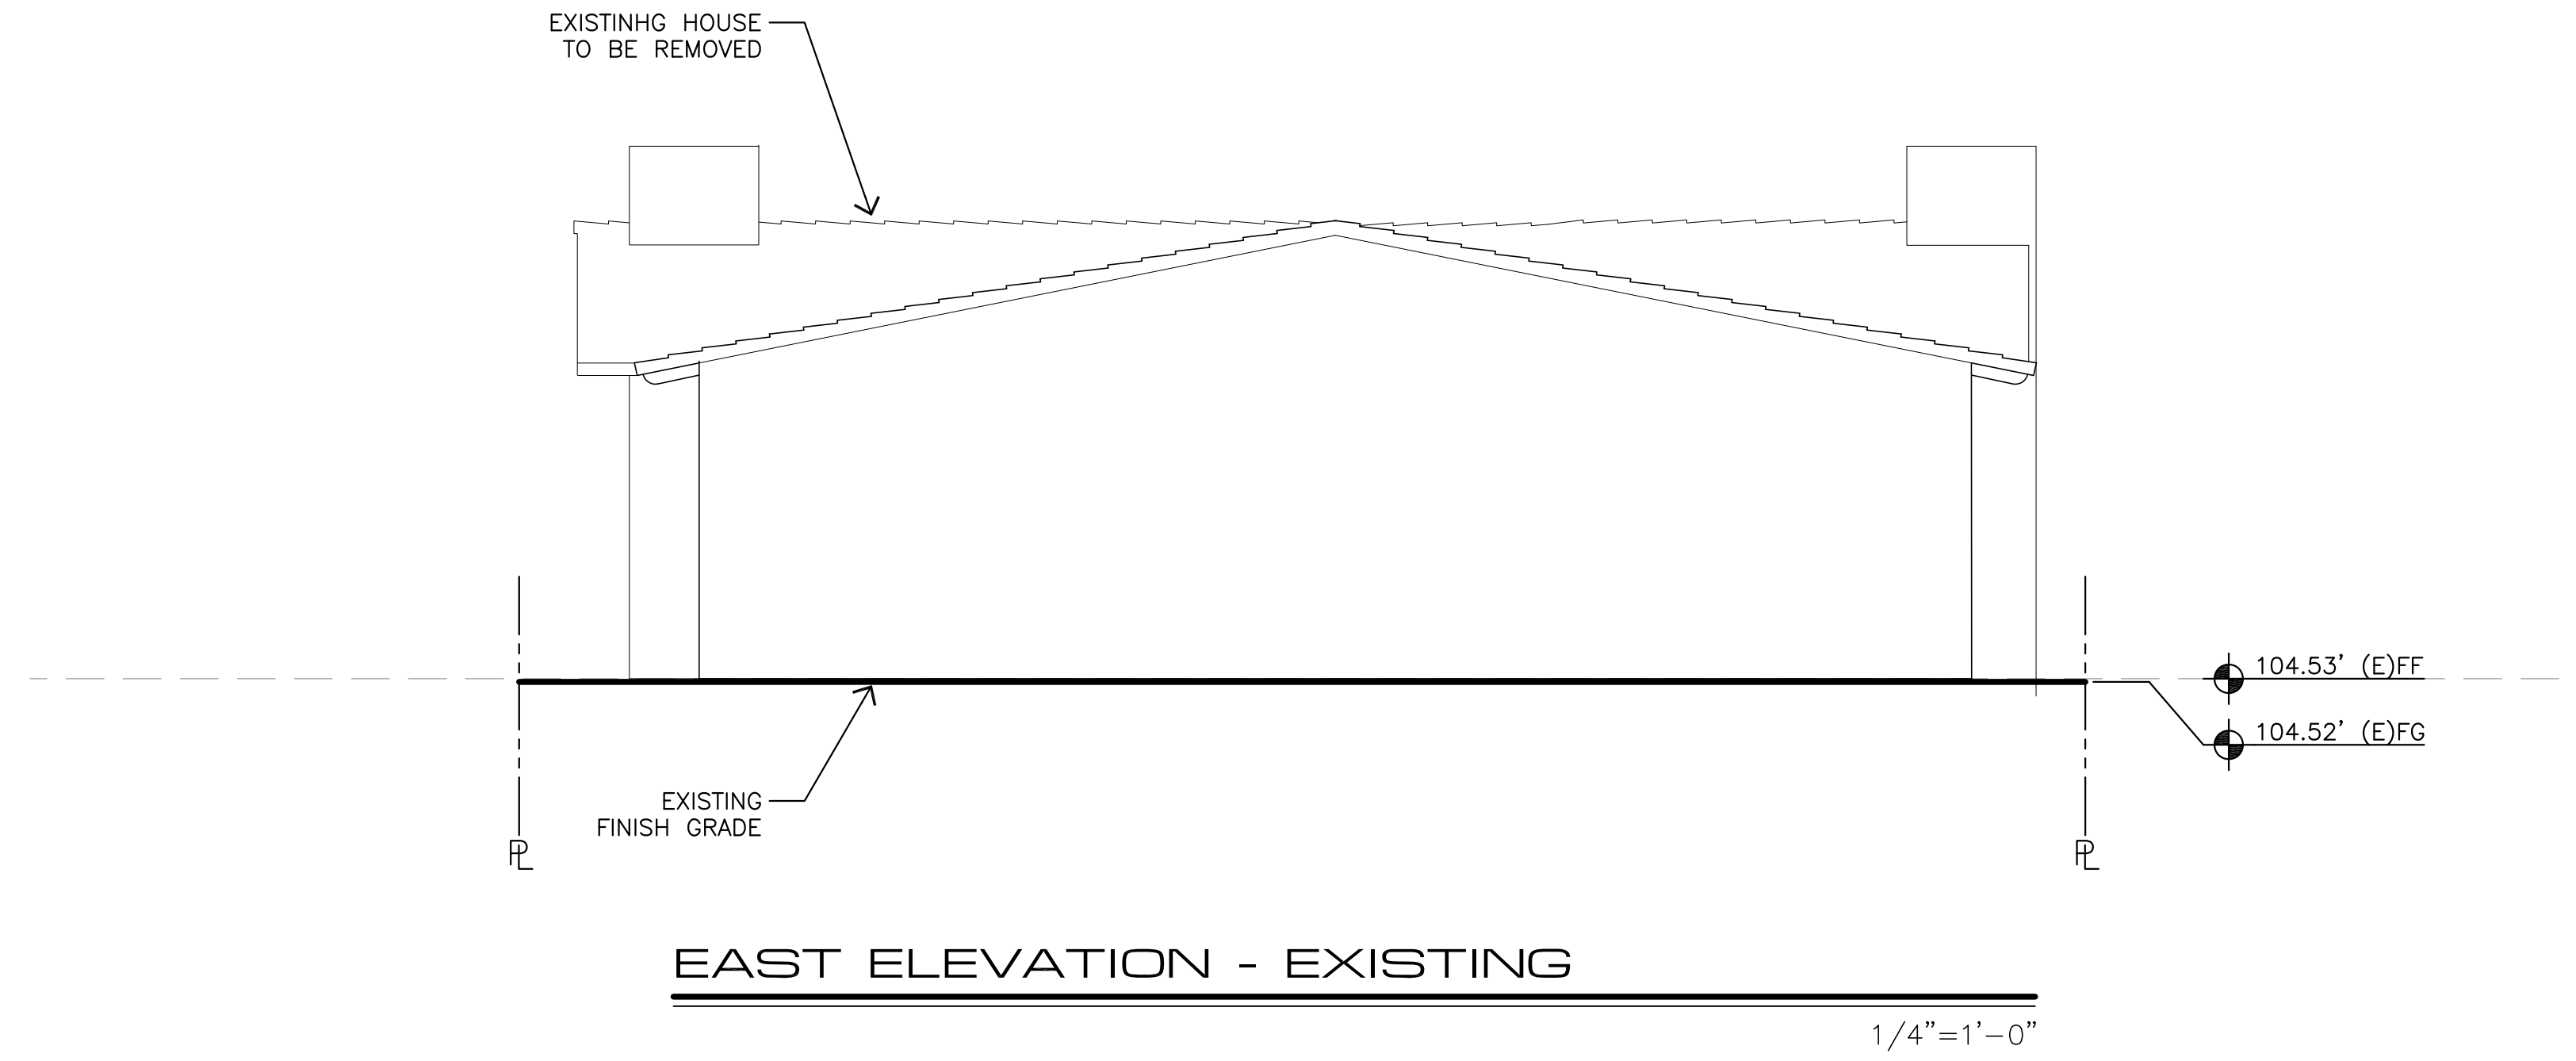 EXISTINHG HOUSE
TO BE REMOVED
104.53' (E)FF
104.52' (E)FG
EXISTING
FINISH GRADE
PL
PL
EAST ELEVATION - EXISTING
1/4"=1'-0"